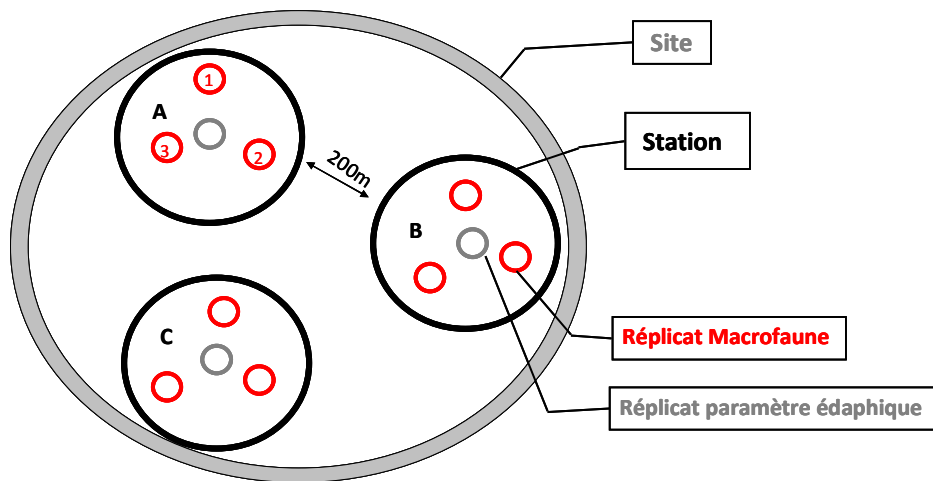 Site
1
A
3
2
200m
Station
B
C
Réplicat Macrofaune
Réplicat paramètre édaphique